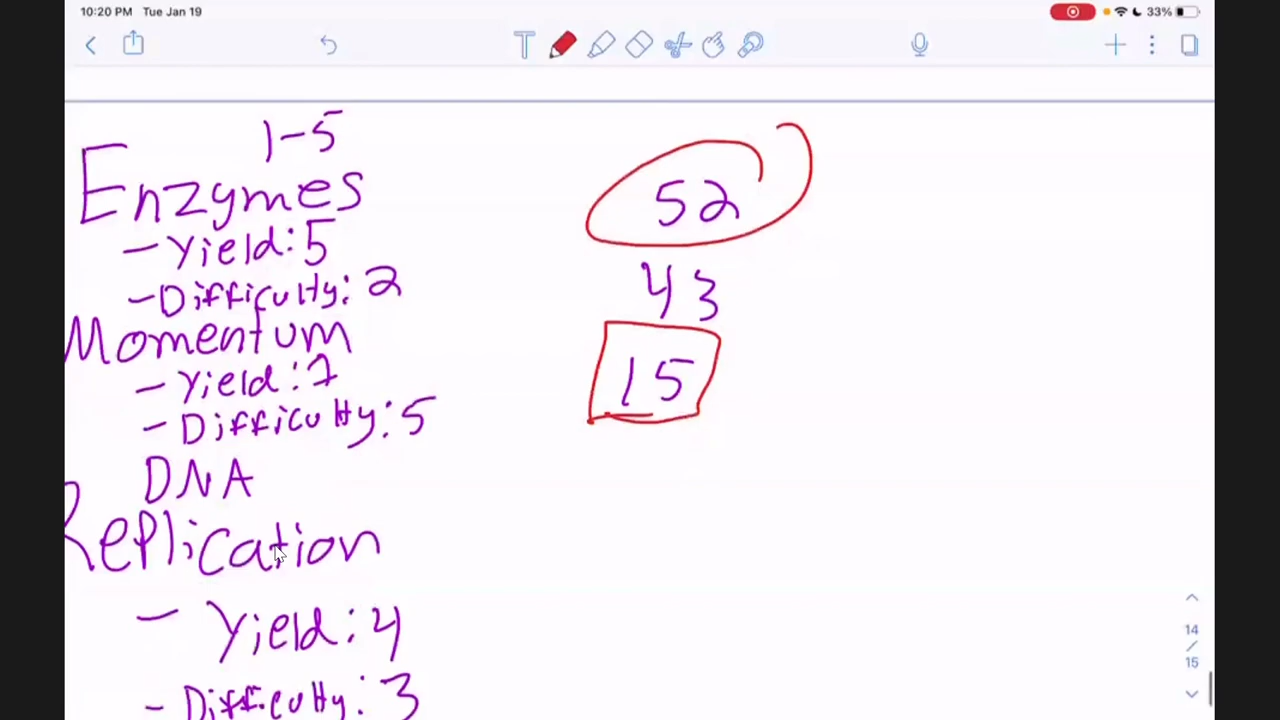 10:20 PM Tue Jan 19
33%
T
1-5
Enzymes
- Yield: 5
- Difficulty: 2
Momentum
- Yield: 1
- Difficulty: 5
DNA
Replication
- Yield: 4
- Difficulty: 3
52
43
15
14
/
15